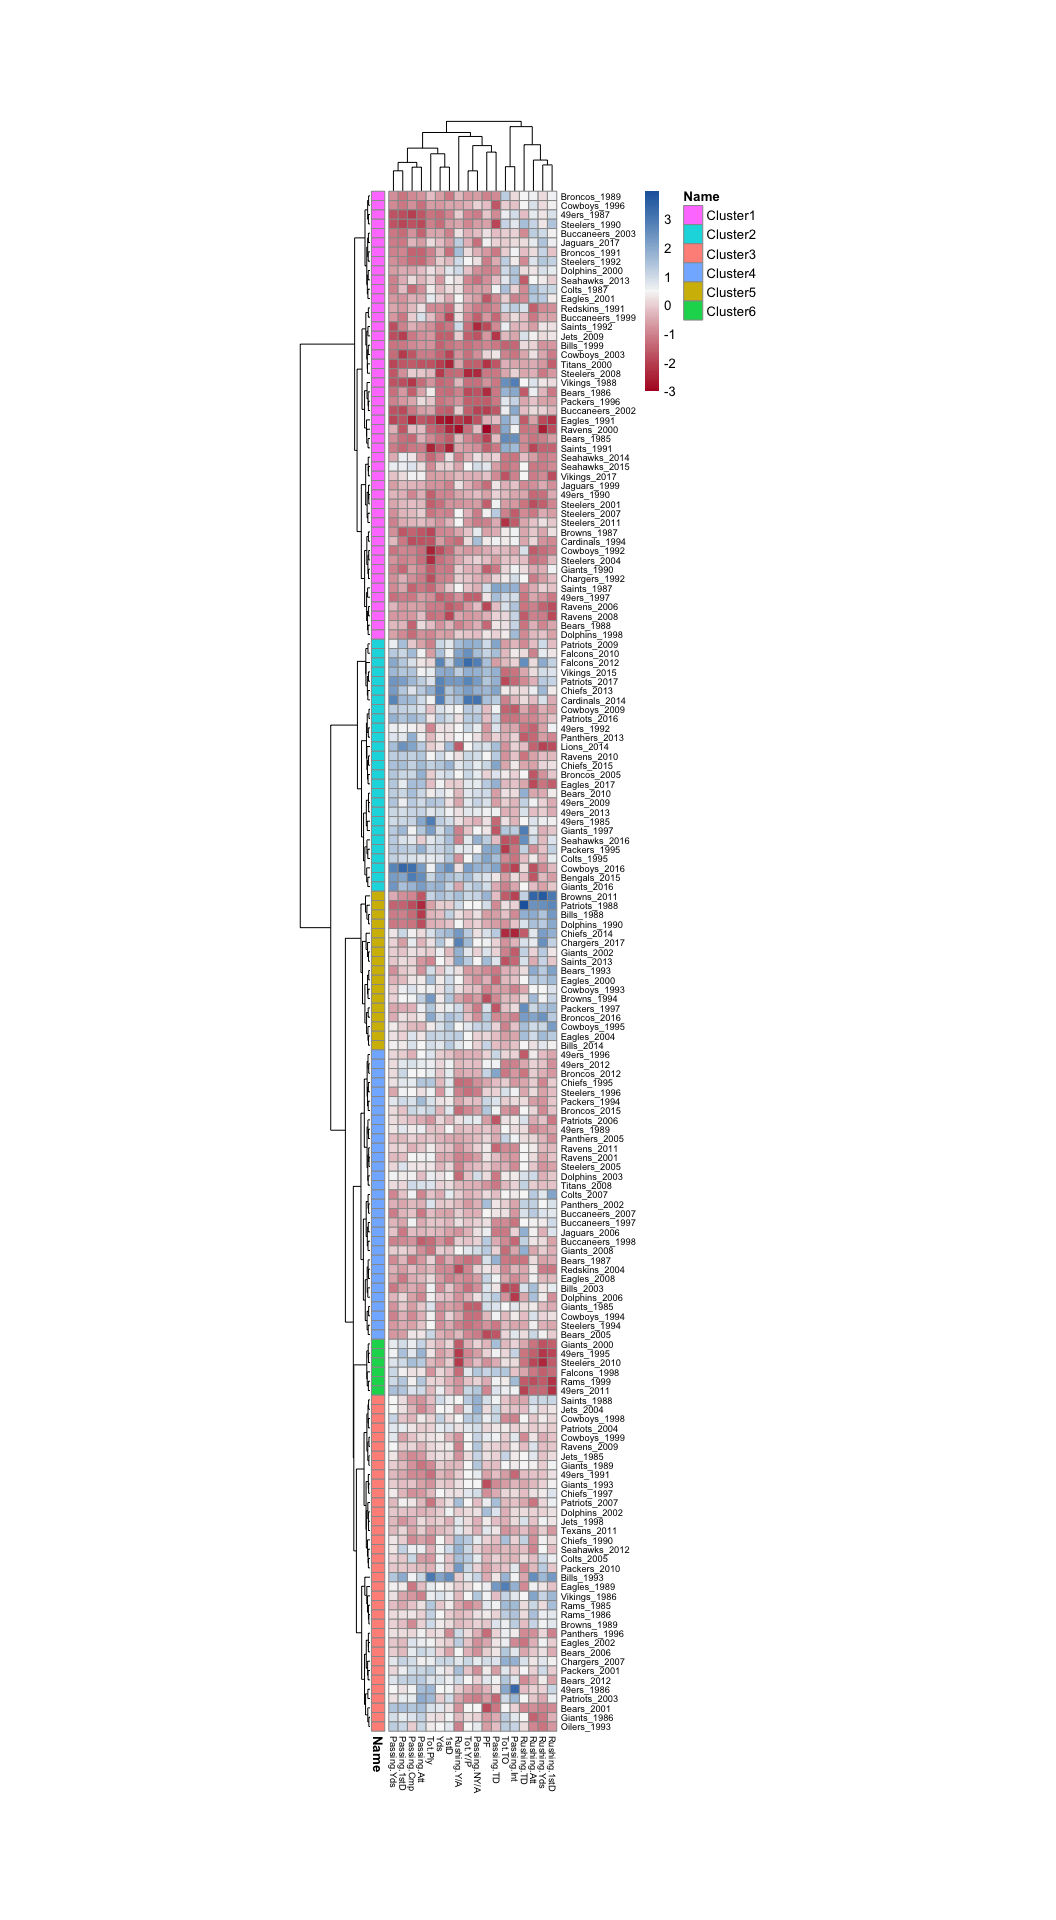 Name
Cluster1
Cluster2
Cluster3
Cluster4
Cluster5
Cluster6
3
2
1
0
-1
-2
-3
Broncos_1989
Cowboys_1996
49ers_1987
Steelers_1990
Buccaneers_2003
Jaguars_2017
Broncos_1991
Steelers_1992
Dolphins_2000
Seahawks_2013
Colts_1987
Eagles_2001
Redskins_1991
Buccaneers_1999
Saints_1992
Jets_2009
Bills_1999
Cowboys_2003
Titans_2000
Steelers_2008
Vikings_1988
Bears_1986
Packers_1996
Buccaneers_2002
Eagles_1991
Ravens_2000
Bears_1985
Saints_1991
Seahawks_2014
Seahawks_2015
Vikings_2017
Jaguars_1999
49ers_1990
Steelers_2001
Steelers_2007
Steelers_2011
Browns_1987
Cardinals_1994
Cowboys_1992
Steelers_2004
Giants_1990
Chargers_1992
Saints_1987
49ers_1997
Ravens_2006
Ravens_2008
Bears_1988
Dolphins_1998
Patriots_2009
Falcons_2010
Falcons_2012
Vikings_2015
Patriots_2017
Chiefs_2013
Cardinals_2014
Cowboys_2009
Patriots_2016
49ers_1992
Panthers_2013
Lions_2014
Ravens_2010
Chiefs_2015
Broncos_2005
Eagles_2017
Bears_2010
49ers_2009
49ers_2013
49ers_1985
Giants_1997
Seahawks_2016
Packers_1995
Colts_1995
Cowboys_2016
Bengals_2015
Giants_2016
Browns_2011
Patriots_1988
Bills_1988
Dolphins_1990
Chiefs_2014
Chargers_2017
Giants_2002
Saints_2013
Bears_1993
Eagles_2000
Cowboys_1993
Browns_1994
Packers_1997
Broncos_2016
Cowboys_1995
Eagles_2004
Bills_2014
49ers_1996
49ers_2012
Broncos_2012
Chiefs_1995
Steelers_1996
Packers_1994
Broncos_2015
Patriots_2006
49ers_1989
Panthers_2005
Ravens_2011
Ravens_2001
Steelers_2005
Dolphins_2003
Titans_2008
Colts_2007
Panthers_2002
Buccaneers_2007
Buccaneers_1997
Jaguars_2006
Buccaneers_1998
Giants_2008
Bears_1987
Redskins_2004
Eagles_2008
Bills_2003
Dolphins_2006
Giants_1985
Cowboys_1994
Steelers_1994
Bears_2005
Giants_2000
49ers_1995
Steelers_2010
Falcons_1998
Rams_1999
49ers_2011
Saints_1988
Jets_2004
Cowboys_1998
Patriots_2004
Cowboys_1999
Ravens_2009
Jets_1985
Giants_1989
49ers_1991
Giants_1993
Chiefs_1997
Patriots_2007
Dolphins_2002
Jets_1998
Texans_2011
Chiefs_1990
Seahawks_2012
Colts_2005
Packers_2010
Bills_1993
Eagles_1989
Vikings_1986
Rams_1985
Rams_1986
Browns_1989
Panthers_1996
Eagles_2002
Bears_2006
Chargers_2007
Packers_2001
Bears_2012
49ers_1986
Patriots_2003
Bears_2001
Giants_1986
Oilers_1993
Name
Passing.Yds
Passing.1stD
Passing.Cmp
Passing.Att
Tot.Ply
Yds
1stD
Rushing.Y/A
Tot.Y/P
Passing.NY/A
PF
Passing.TD
Tot.TO
Passing.Int
Rushing.TD
Rushing.Att
Rushing.Yds
Rushing.1stD